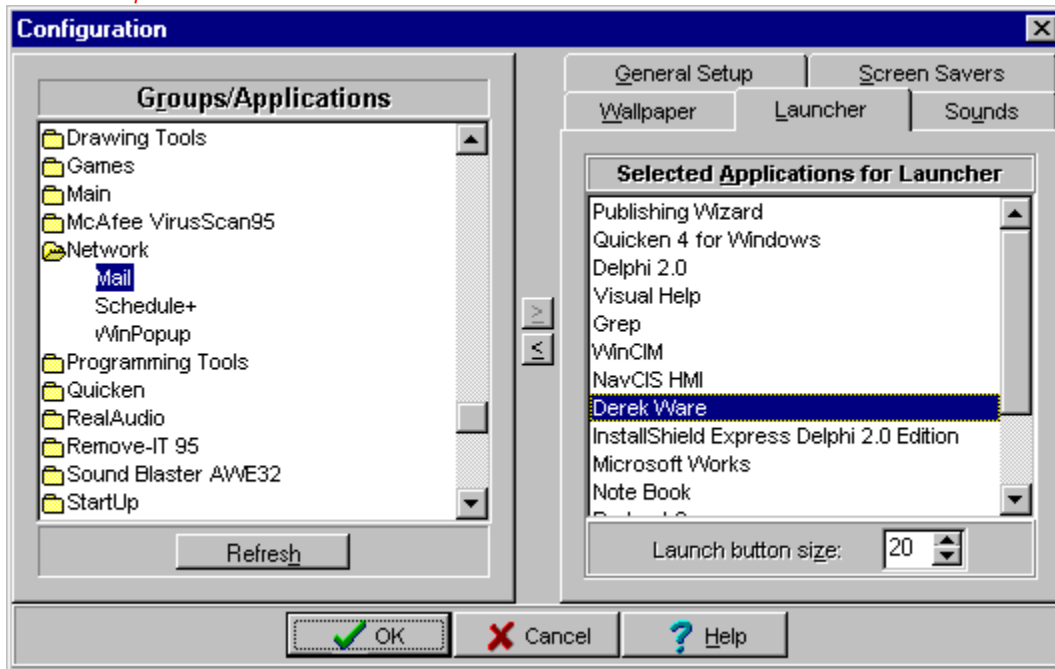 Configuration
Groups/Applications
Drawing Tools
Games
Main
McAfee VirusScan95
Network
Mail
Schedule+
WinPopup
Programming Tools
Quicken
RealAudio
Remove-IT 95
Sound Blaster AWE32
StartUp
Refresh
≥
≤
General Setup
Screen Savers
Wallpaper
Launcher
Sounds
Selected Applications for Launcher
Publishing Wizard
Quicken 4 for Windows
Delphi 2.0
Visual Help
Grep
WinCIM
NavCIS HMI
Derek Ware
InstallShield Express Delphi 2.0 Edition
Microsoft Works
Note Book
Launch button size: 20
OK
Cancel
Help